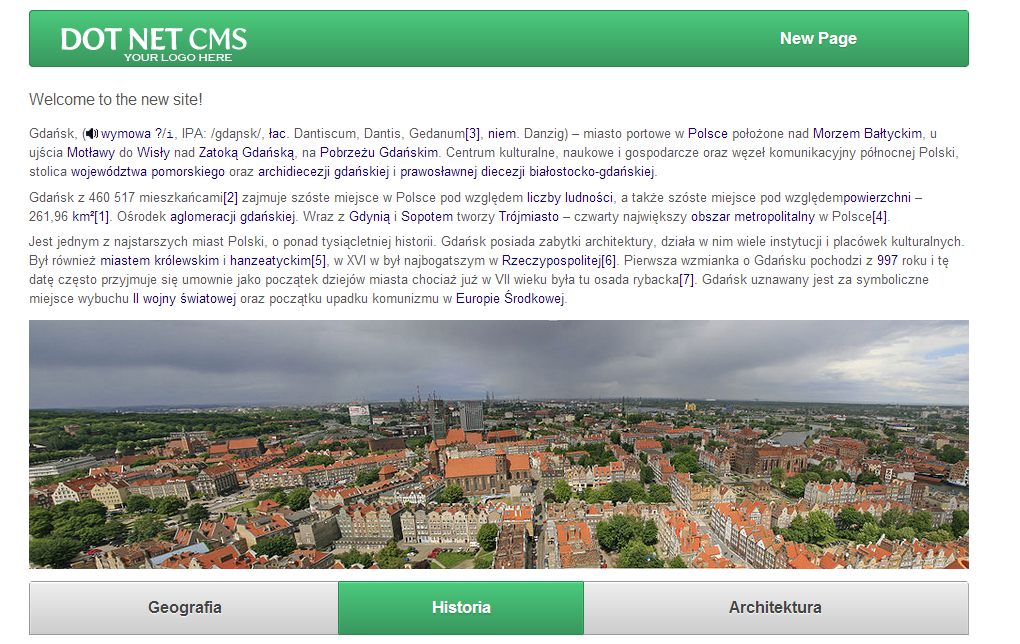 DOT NET CMS
YOUR LOGO HERE
New Page
Welcome to the new site!
Gdańsk, (wymowa ?/i, IPA: /gdaɲsk/, łac. Dantiscum, Dantis, Gedanum[3], niem. Danzig) – miasto portowe w Polsce położone nad Morzem Bałtyckim, u
ujścia Motławy do Wisły nad Zatoką Gdańską, na Pobrzeżu Gdańskim. Centrum kulturalne, naukowe i gospodarcze oraz węzeł komunikacyjny północnej Polski,
stolica województwa pomorskiego oraz archidiecezji gdańskiej i prawosławnej diecezji białostocko-gdańskiej.
Gdańsk z 460 517 mieszkańcami[2] zajmuje szóste miejsce w Polsce pod względem liczby ludności, a także szóste miejsce pod względempowierzchni –
261,96 km²[1]. Ośrodek aglomeracji gdańskiej. Wraz z Gdynią i Sopotem tworzy Trójmiasto – czwarty największy obszar metropolitalny w Polsce[4].
Jest jednym z najstarszych miast Polski, o ponad tysiącletniej historii. Gdańsk posiada zabytki architektury, działa w nim wiele instytucji i placówek kulturalnych.
Był również miastem królewskim i hanzeatyckim[5], w XVI w był najbogatszym w Rzeczypospolitej[6]. Pierwsza wzmianka o Gdańsku pochodzi z 997 roku i tę
datę często przyjmuje się umownie jako początek dziejów miasta chociaż już w VII wieku była tu osada rybacka[7]. Gdańsk uznawany jest za symboliczne
miejsce wybuchu II wojny światowej oraz początku upadku komunizmu w Europie Środkowej.
Geografia
Historia
Architektura